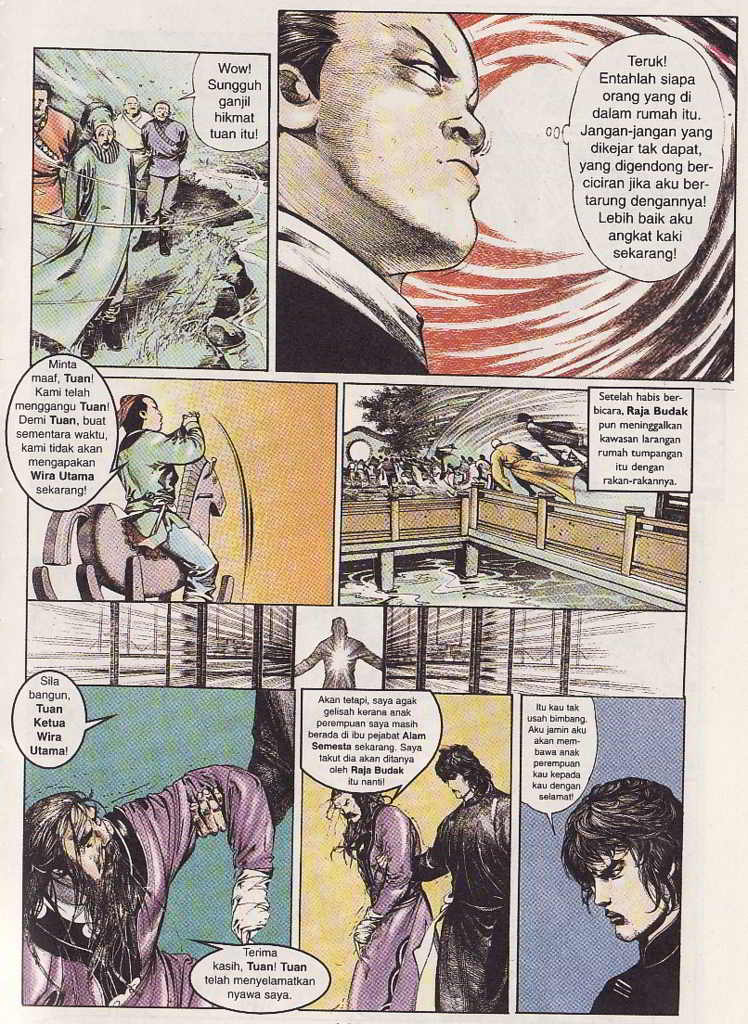 Wow!
Sungguh
ganjil
hikmat
tuan itu!
Teruk!
Entahlah siapa
orang yang di
dalam rumah itu.
Jangan-jangan yang
dikejar tak dapat,
yang digendong ber-
ciciran jika aku ber-
tarung dengannya!
Lebih baik aku
angkat kaki
sekarang!
Minta
maaf, Tuan!
Kami telah
menggangu Tuan!
Demi Tuan, buat
sementara waktu,
kami tidak akan
mengapakan
Wira Utama
sekarang!
Setelah habis ber-
bicara, Raja Budak
pun meninggalkan
kawasan larangan
rumah tumpangan
itu dengan
rakan-rakannya.
Sila
bangun,
Tuan
Ketua
Wira
Utama!
Terima
kasih, Tuan! Tuan
telah menyelamatkan
nyawa saya.
Akan tetapi, saya agak
gelisah kerana anak
perempuan saya masih
berada di ibu pejabat Alam
Semesta sekarang. Saya
takut dia akan ditanya
oleh Raja Budak
itu nanti!
Itu kau tak
usah bimbang.
Aku jamin aku
akan mem-
bawa anak
perempuan
kau kepada
kau dengan
selamat!